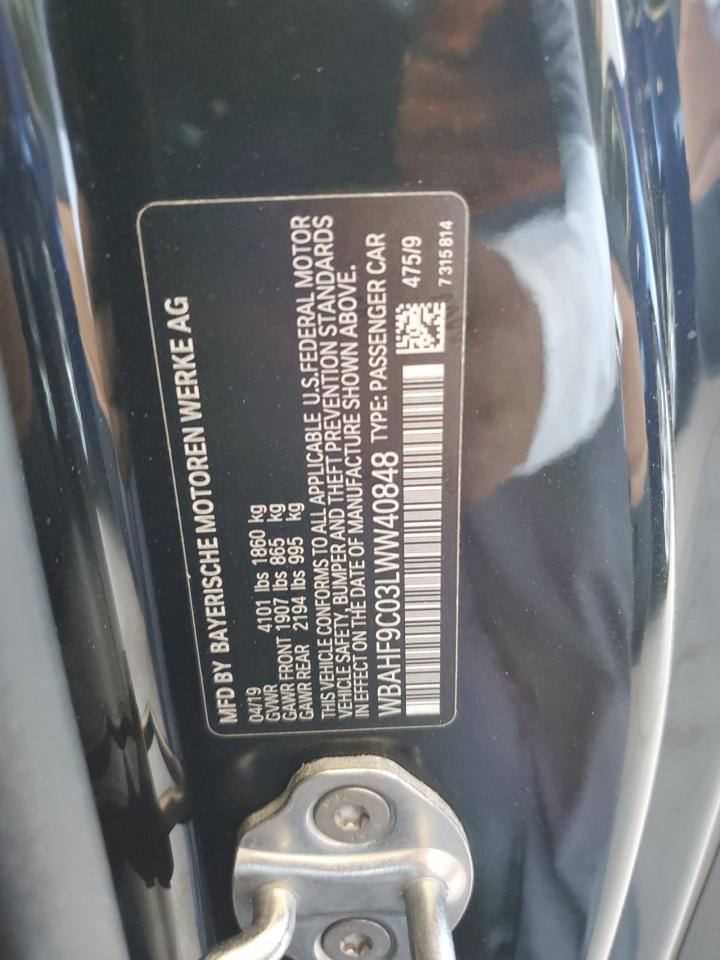 MFD BY BAYERISCHE MOTOREN WERKE AG
04/19
GVWR 4101 lbs 1860 kg
GAWR FRONT 1907 lbs 865 kg
GAWR REAR 2194 lbs 995 kg
THIS VEHICLE CONFORMS TO ALL APPLICABLE U.S.FEDERAL MOTOR
VEHICLE SAFETY, BUMPER AND THEFT PREVENTION STANDARDS
IN EFFECT ON THE DATE OF MANUFACTURE SHOWN ABOVE.
WBAHF9C03LWW40848 TYPE: PASSENGER CAR
475/9
7 315 814